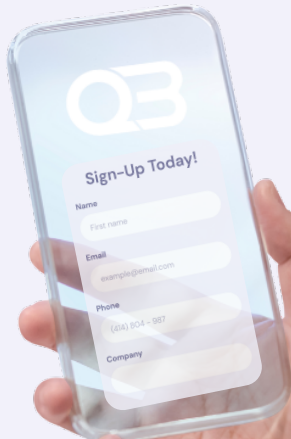 QB
Sign-Up Today!
Name
First name
Email
example@email.com
Phone
(414) 804 - 987
Company